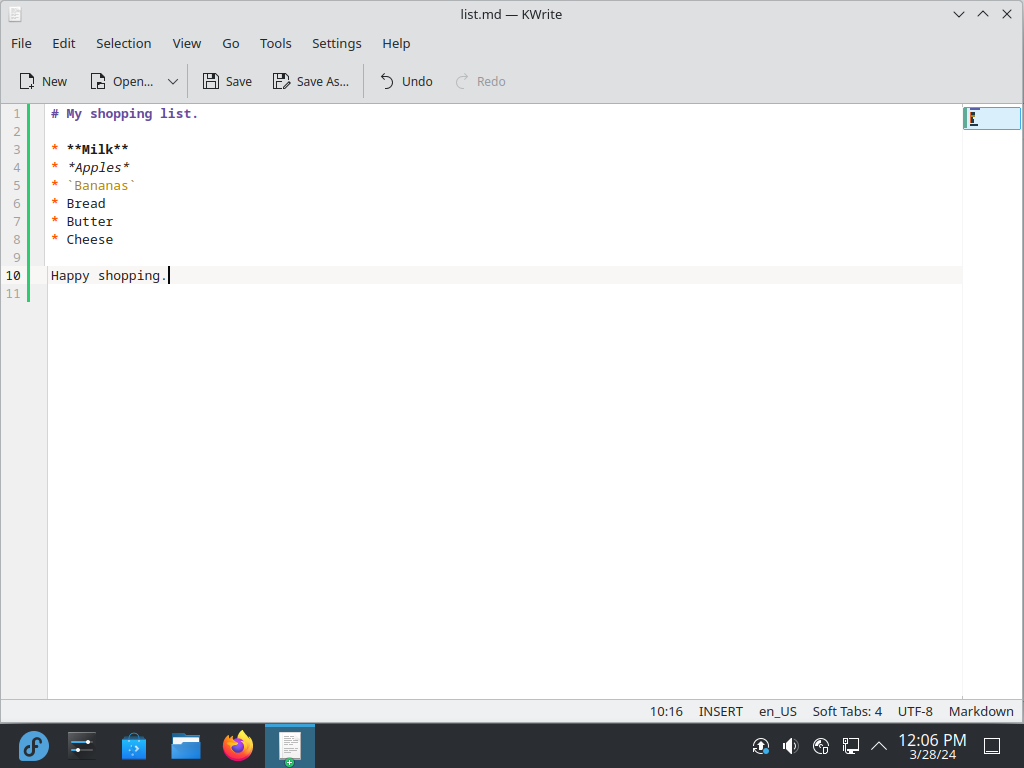 list.md — KWrite
File Edit Selection View Go Tools Settings Help
New Open... Save Save As... Undo Redo
1 # My shopping list.
2
3 * **Milk**
4 * *Apples*
5 * `Bananas`
6 * Bread
7 * Butter
8 * Cheese
9
10 Happy shopping.
11
10:16 INSERT en_US Soft Tabs: 4 UTF-8 Markdown
12:06 PM
3/28/24